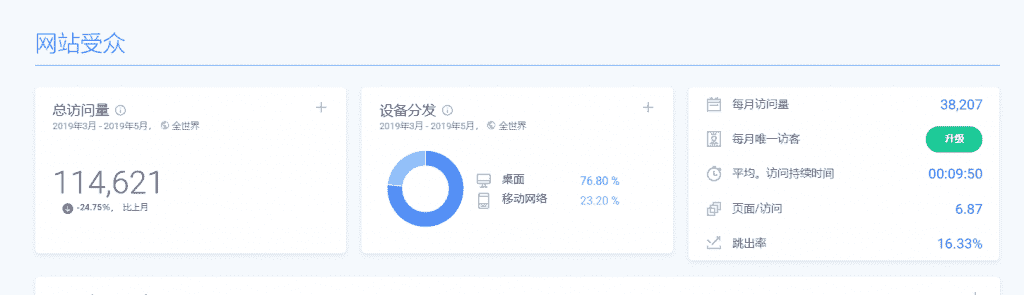 网站受众
总访问量
2019年3月 - 2019年5月， 全世界
114,621
-24.75%， 比上月
设备分发
2019年3月 - 2019年5月， 全世界
桌面 76.80 %
移动网络 23.20 %
每月访问量 38,207
每月唯一访客 升级
平均。访问持续时间 00:09:50
页面/访问 6.87
跳出率 16.33%